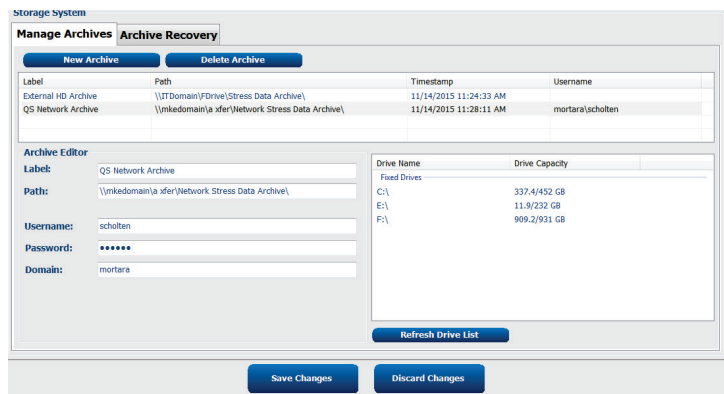 Storage System
Manage Archives Archive Recovery
New Archive Delete Archive
Label Path Timestamp Username
External HD Archive \\ITDomain\FDrive\Stress Data Archive\ 11/14/2015 11:24:33 AM
QS Network Archive \\mkedomain\a xfer\Network Stress Data Archive\ 11/14/2015 11:28:11 AM mortara\scholten
Archive Editor
Label: QS Network Archive
Path: \\mkedomain\a xfer\Network Stress Data Archive\
Username: scholten
Password: ••••••
Domain: mortara
Drive Name Drive Capacity
Fixed Drives
C:\ 337.4/452 GB
E:\ 11.9/232 GB
F:\ 909.2/931 GB
Refresh Drive List
Save Changes Discard Changes